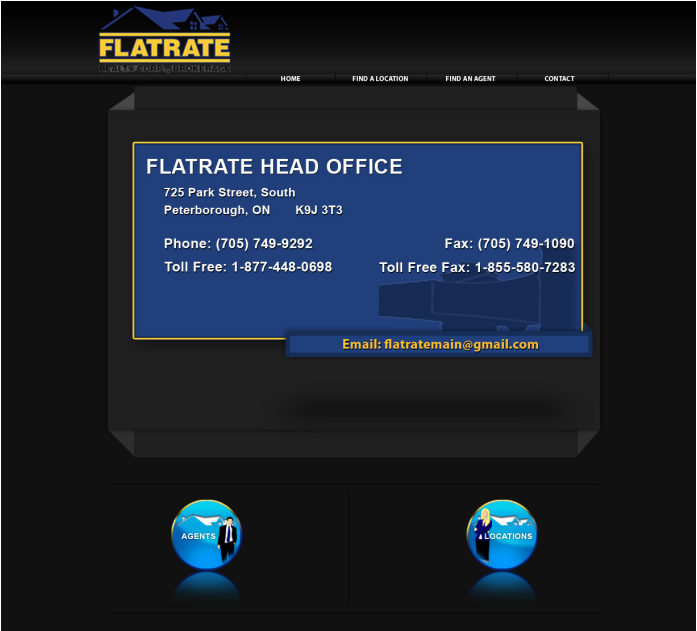 FLATRATE
REALTY CORP. BROKERAGE
HOME FIND A LOCATION FIND AN AGENT CONTACT
FLATRATE HEAD OFFICE
725 Park Street, South
Peterborough, ON K9J 3T3
Phone: (705) 749-9292 Fax: (705) 749-1090
Toll Free: 1-877-448-0698 Toll Free Fax: 1-855-580-7283
Email: flatratemain@gmail.com
AGENTS LOCATIONS